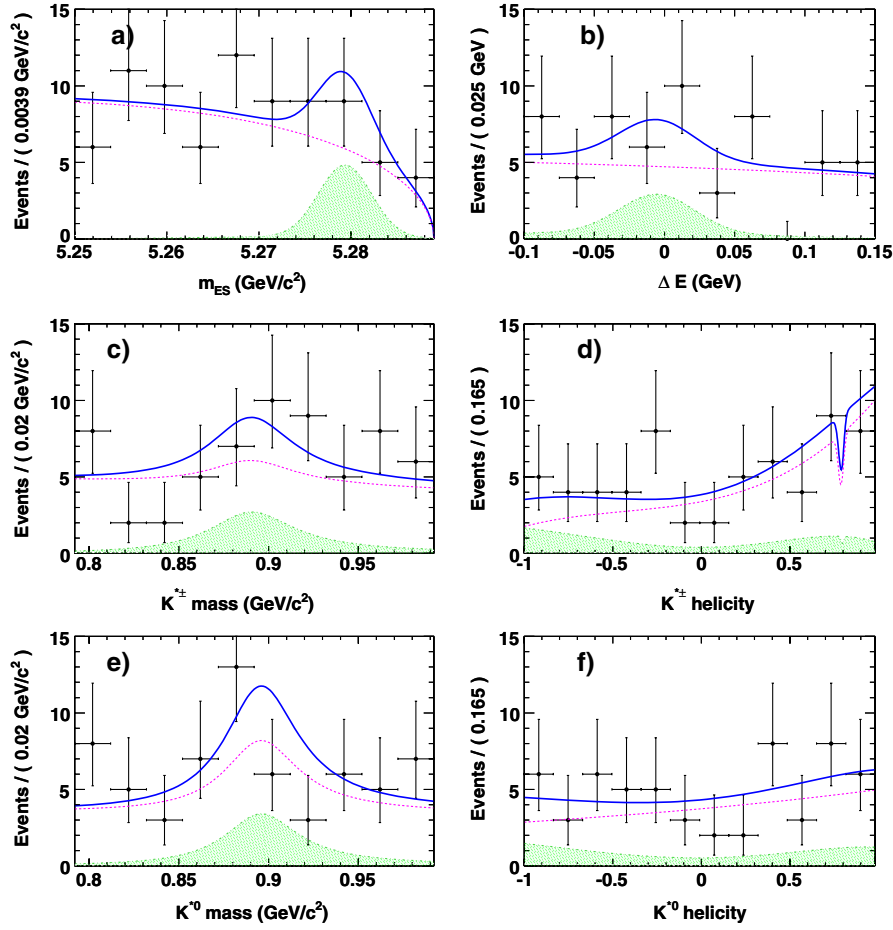 a)
Events / ( 0.0039 GeV/c² )
15
10
5
0
5.25 5.26 5.27 5.28
m_ES (GeV/c²)
b)
Events / ( 0.025 GeV )
15
10
5
0
-0.1 -0.05 0 0.05 0.1 0.15
Δ E (GeV)
c)
Events / ( 0.02 GeV/c² )
15
10
5
0
0.8 0.85 0.9 0.95
K*± mass (GeV/c²)
d)
Events / ( 0.165 )
15
10
5
0
-1 -0.5 0 0.5
K*± helicity
e)
Events / ( 0.02 GeV/c² )
15
10
5
0
0.8 0.85 0.9 0.95
K*⁰ mass (GeV/c²)
f)
Events / ( 0.165 )
15
10
5
0
-1 -0.5 0 0.5
K*⁰ helicity